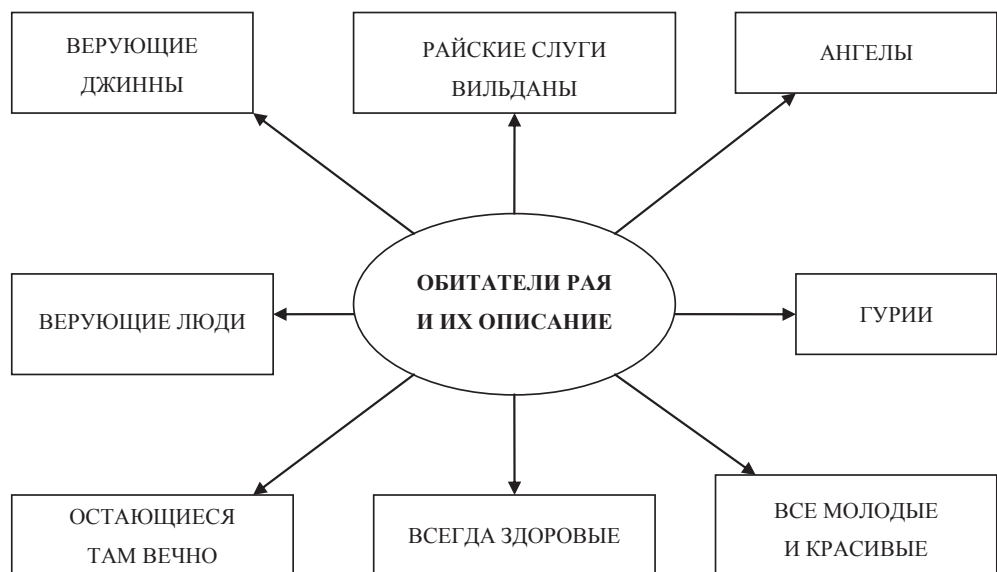 ВЕРУЮЩИЕ
ДЖИННЫ
РАЙСКИЕ СЛУГИ
ВИЛЬДАНЫ
АНГЕЛЫ
ОБИТАТЕЛИ РАЯ
И ИХ ОПИСАНИЕ
ВЕРУЮЩИЕ ЛЮДИ
ГУРИИ
ОСТАЮЩИЕСЯ
ТАМ ВЕЧНО
ВСЕГДА ЗДОРОВЫЕ
ВСЕ МОЛОДЫЕ
И КРАСИВЫЕ